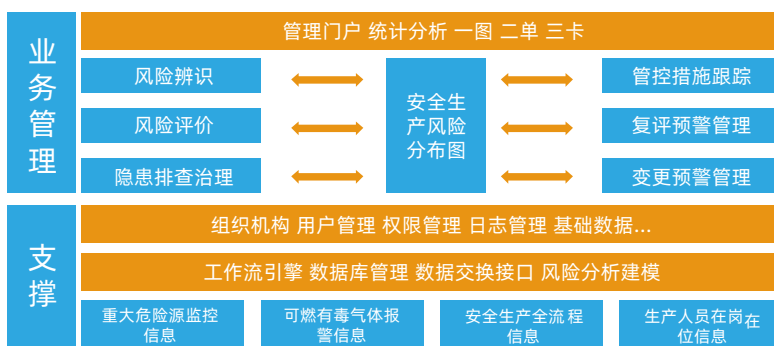 业务管理
管理门户 统计分析 一图 二单 三卡
风险辨识
风险评价
隐患排查治理
安全生
产风险
分布图
管控措施跟踪
复评预警管理
变更预警管理
支撑
组织机构 用户管理 权限管理 日志管理 基础数据...
工作流引擎 数据库管理 数据交换接口 风险分析建模
重大危险源监控
信息
可燃有毒气体报
警信息
安全生产全流 程
信息
生产人员在岗在
位信息